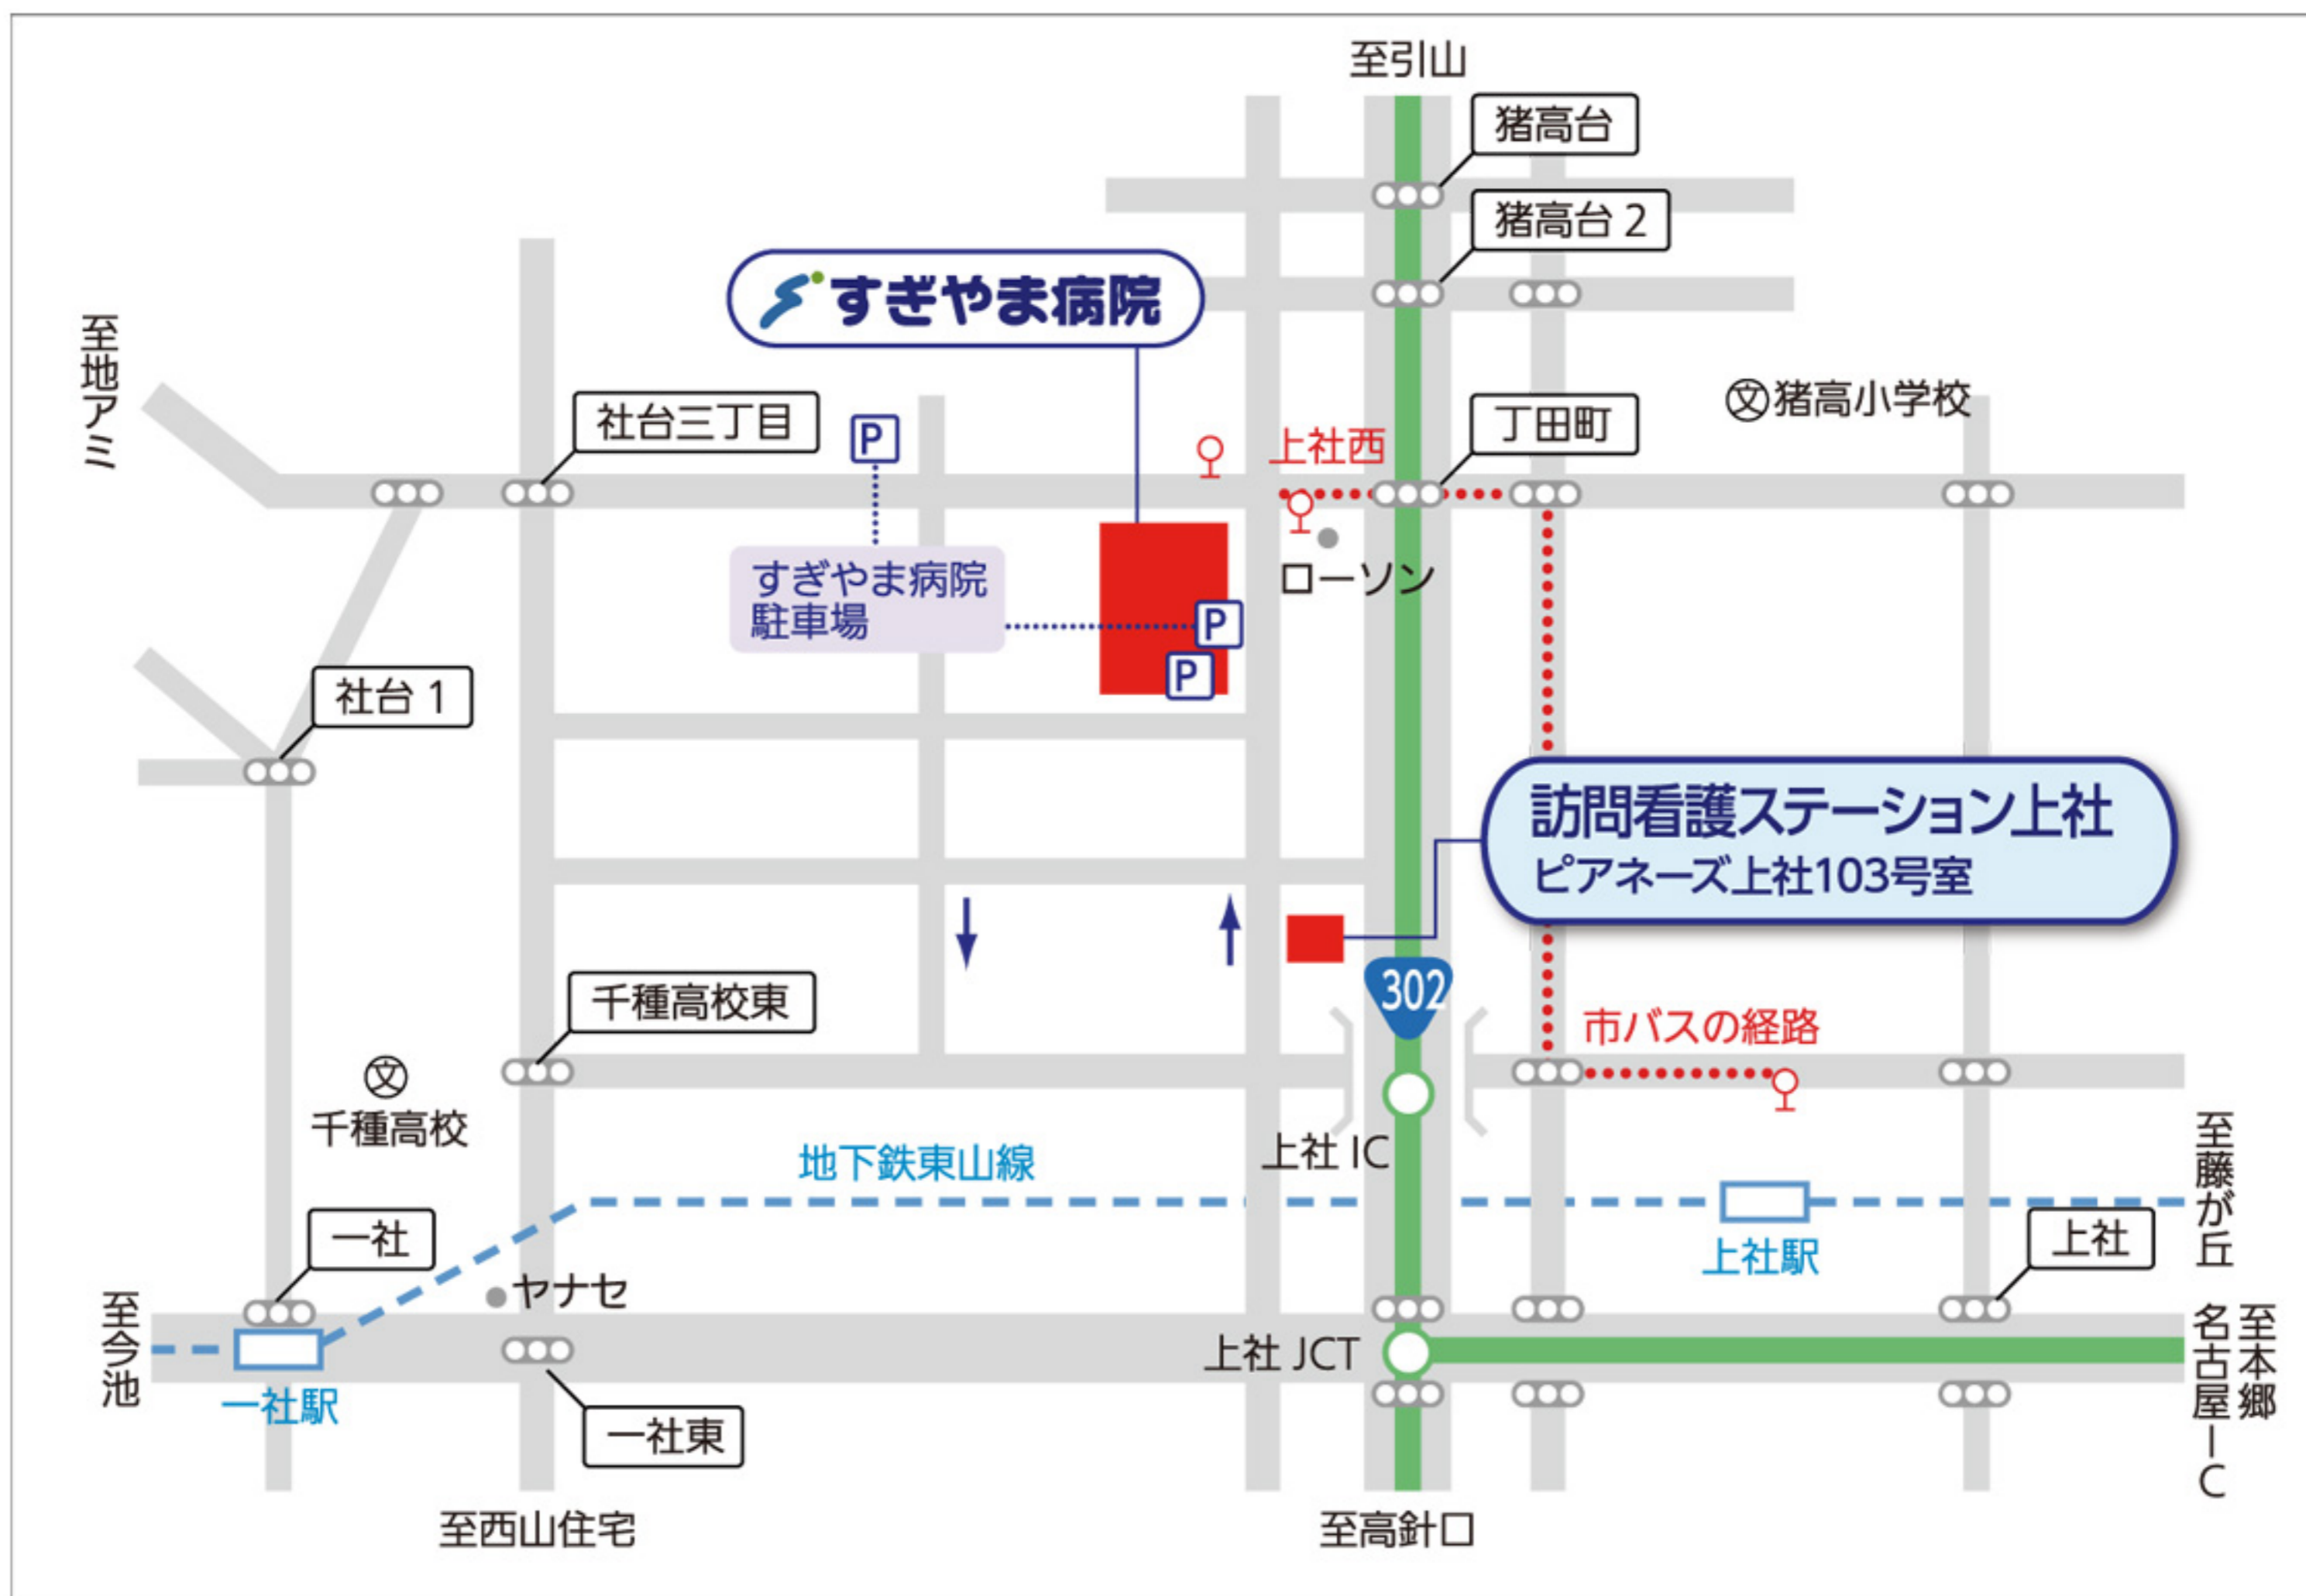 至引山
猪高台
猪高台 2
すぎやま病院
至地アミ
社台三丁目
P
上社西
丁田町
文
猪高小学校
ローソン
すぎやま病院
駐車場
P
P
社台 1
訪問看護ステーション上社
ピアネーズ上社103号室
302
千種高校東
市バスの経路
文
千種高校
上社 IC
地下鉄東山線
至藤が丘
一社
上社駅
上社
ヤナセ
至今池
一社駅
上社 JCT
至本郷
名古屋IC
一社東
至西山住宅
至高針口